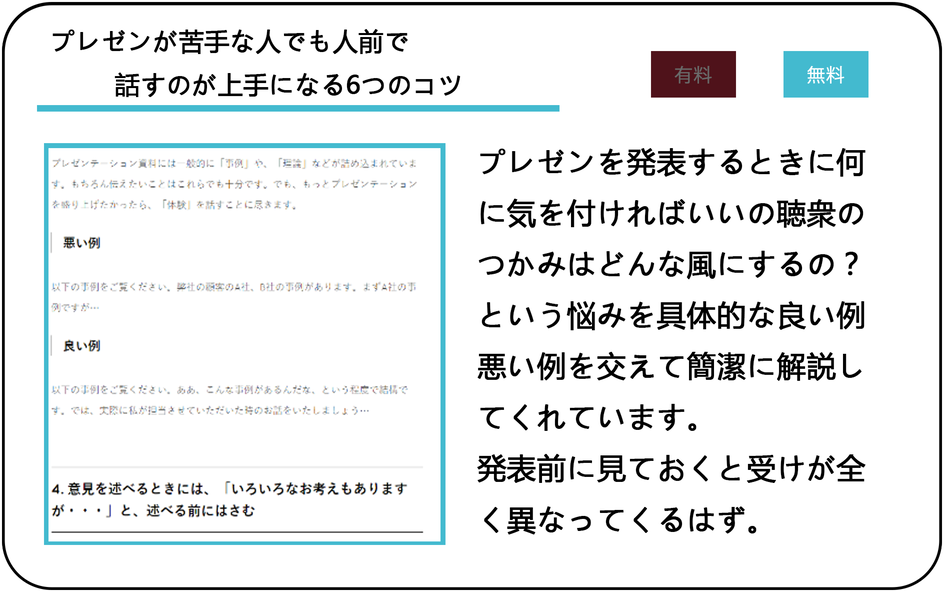 プレゼンが苦手な人でも人前で
話すのが上手になる6つのコツ
有料
無料
プレゼンテーション資料には一般的に「事例」や、「理論」などが詰め込まれていま
す。もちろん伝えたいことはこれらでも十分です。でも、もっとプレゼンテーション
を盛り上げたかったら、「体験」を話すことに尽きます。
悪い例
以下の事例をご覧ください。弊社の顧客のA社、B社の事例があります。まずA社の事
例ですが…
良い例
以下の事例をご覧ください。ああ、こんな事例があるんだな、という程度で結構で
す。では、実際に私が担当させていただいた時のお話をいたしましょう…
4. 意見を述べるときには、「いろいろなお考えもあります
が・・・」と、述べる前にはさむ
プレゼンを発表するときに何
に気を付ければいいの聴衆の
つかみはどんな風にするの？
という悩みを具体的な良い例
悪い例を交えて簡潔に解説し
てくれています。
発表前に見ておくと受けが全
く異なってくるはず。